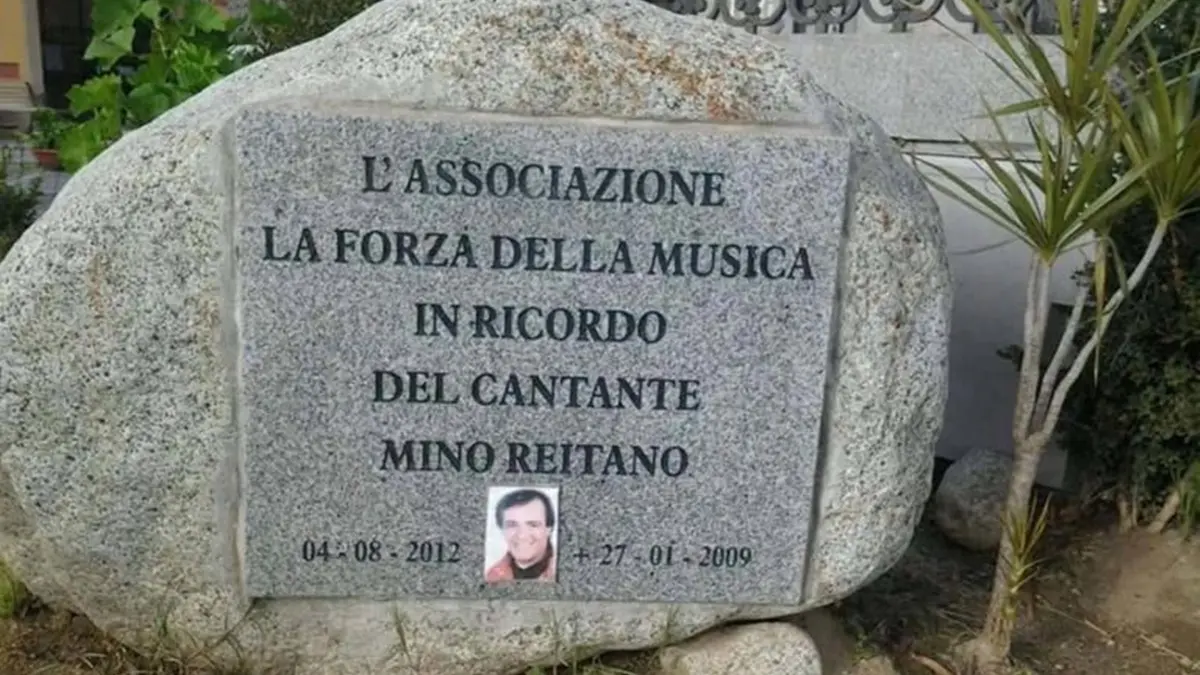 L'ASSOCIAZIONE
LA FORZA DELLA MUSICA
IN RICORDO
DEL CANTANTE
MINO REITANO
04-08-2012 + 27-01-2009